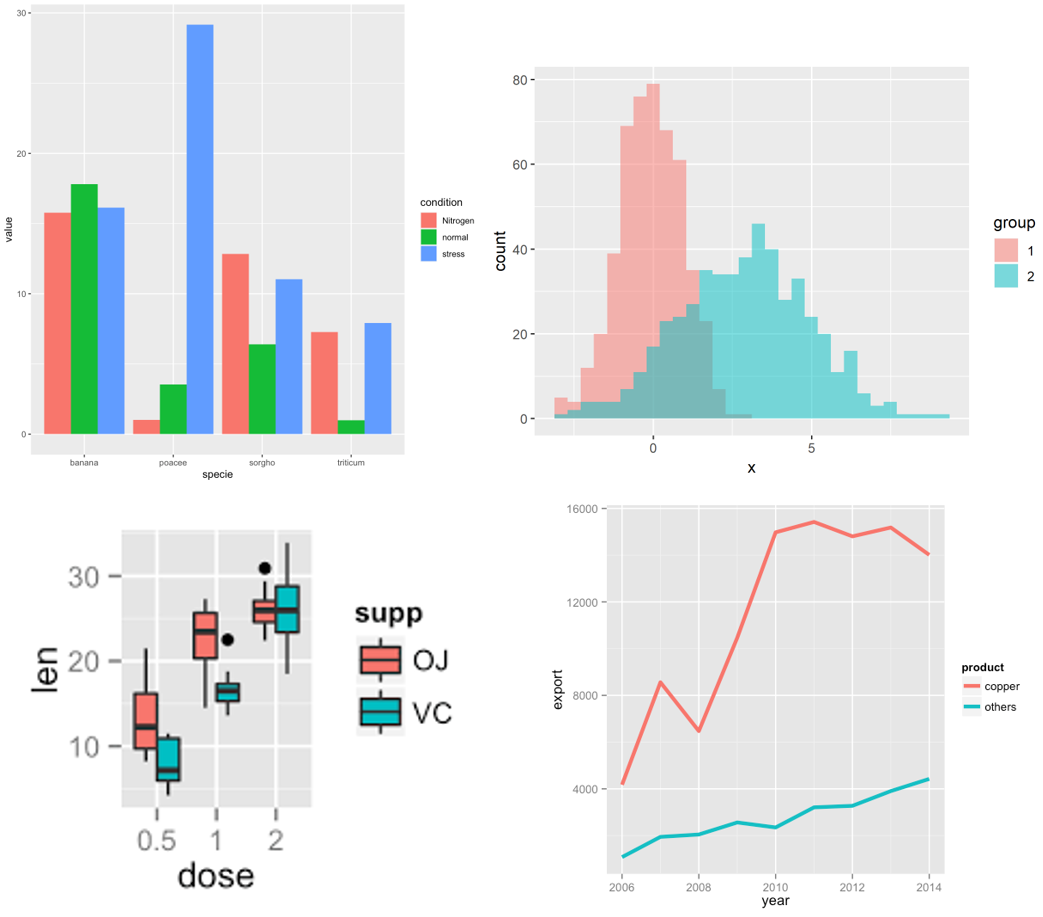 30
20
10
0
value
banana poacee sorgho triticum
specie
condition
Nitrogen
normal
stress
80
60
40
20
0
count
0 5
x
group
1
2
30
20
10
len
0.5 1 2
dose
supp
OJ
VC
16000
12000
8000
4000
export
2006 2008 2010 2012 2014
year
product
copper
others